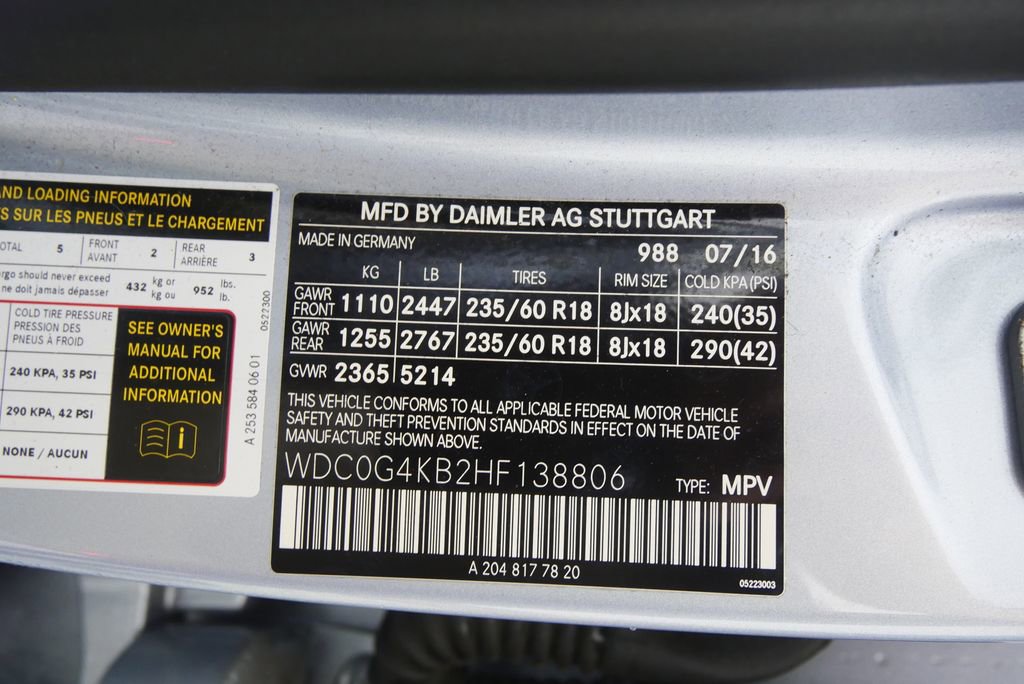 AND LOADING INFORMATION
S SUR LES PNEUS ET LE CHARGEMENT
OTAL 5 FRONT AVANT 2 REAR ARRIÈRE 3
rgo should never exceed
ne doit jamais dépasser 432 kg or kg ou 952 lbs. lb.
COLD TIRE PRESSURE
PRESSION DES
PNEUS À FROID
240 KPA, 35 PSI
290 KPA, 42 PSI
NONE / AUCUN
SEE OWNER'S
MANUAL FOR
ADDITIONAL
INFORMATION
0522300
A 253 584 06 01
MFD BY DAIMLER AG STUTTGART
MADE IN GERMANY 988 07/16
KG LB TIRES RIM SIZE COLD KPA (PSI)
GAWR FRONT 1110 2447 235/60 R18 8Jx18 240(35)
GAWR REAR 1255 2767 235/60 R18 8Jx18 290(42)
GVWR 2365 5214
THIS VEHICLE CONFORMS TO ALL APPLICABLE FEDERAL MOTOR VEHICLE
SAFETY AND THEFT PREVENTION STANDARDS IN EFFECT ON THE DATE OF
MANUFACTURE SHOWN ABOVE.
WDC0G4KB2HF138806 TYPE: MPV
A 204 817 78 20
05223003